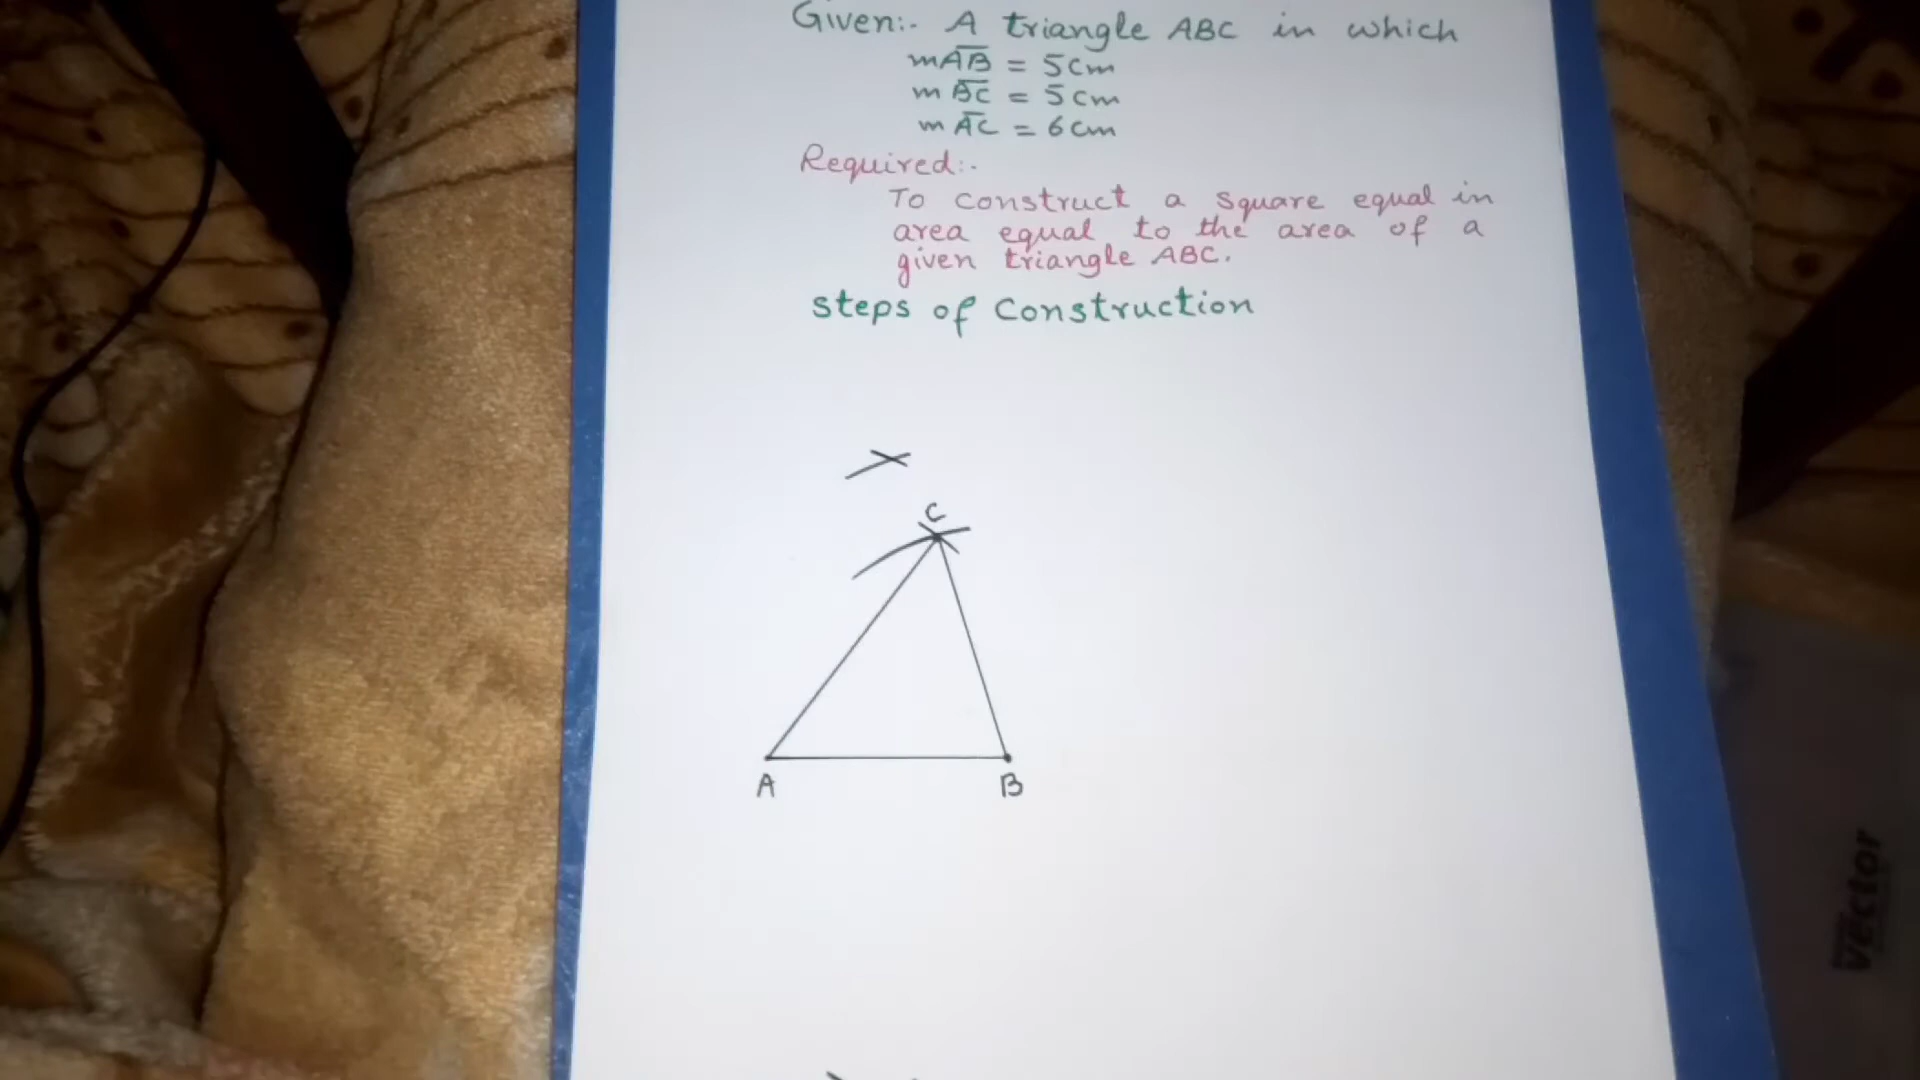 Given:- A triangle ABC in which
mAB = 5cm
mBC = 5cm
mAC = 6cm
Required:-
To construct a square equal in
area equal to the area of a
given triangle ABC.
Steps of Construction
C
A B
Vector